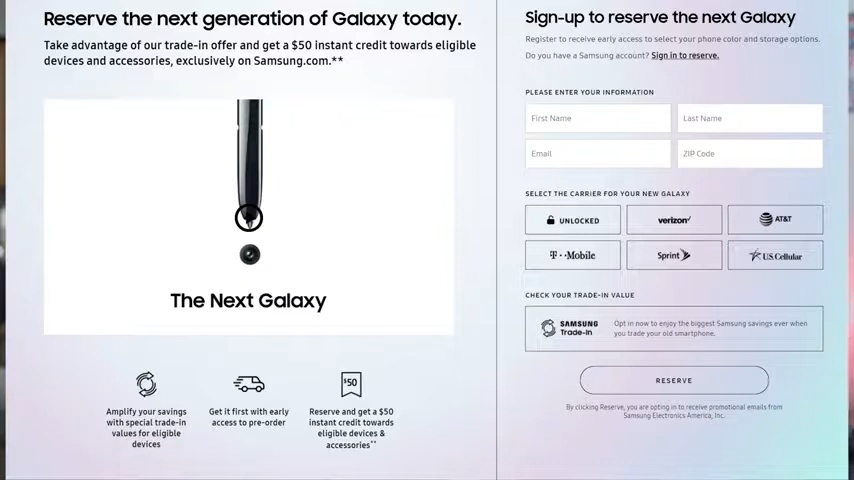 Reserve the next generation of Galaxy today.
Take advantage of our trade-in offer and get a $50 instant credit towards eligible
devices and accessories, exclusively on Samsung.com.**
The Next Galaxy
Amplify your savings
with special trade-in
values for eligible
devices
Get it first with early
access to pre-order
$50
Reserve and get a $50
instant credit towards
eligible devices &
accessories**
Sign-up to reserve the next Galaxy
Register to receive early access to select your phone color and storage options.
Do you have a Samsung account? Sign in to reserve.
PLEASE ENTER YOUR INFORMATION
First Name
Last Name
Email
ZIP Code
SELECT THE CARRIER FOR YOUR NEW GALAXY
UNLOCKED
verizon
AT&T
T-Mobile
Sprint
U.S. Cellular
CHECK YOUR TRADE-IN VALUE
SAMSUNG
Trade-In
Opt in now to enjoy the biggest Samsung savings ever when
you trade your old smartphone.
RESERVE
By clicking Reserve, you are opting in to receive promotional emails from
Samsung Electronics America, Inc.